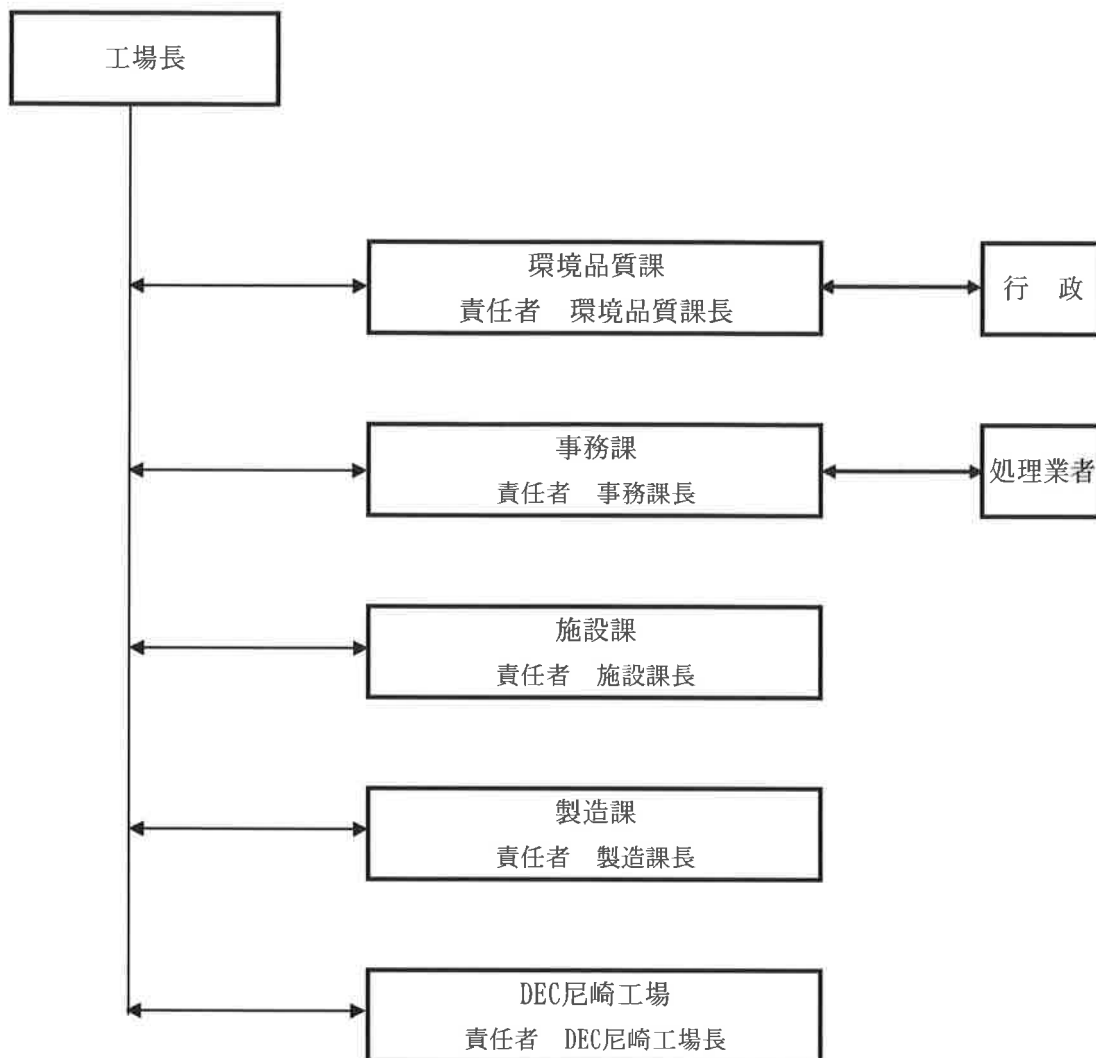 工場長
環境品質課
責任者　環境品質課長
行　政
事務課
責任者　事務課長
処理業者
施設課
責任者　施設課長
製造課
責任者　製造課長
DEC尼崎工場
責任者　DEC尼崎工場長